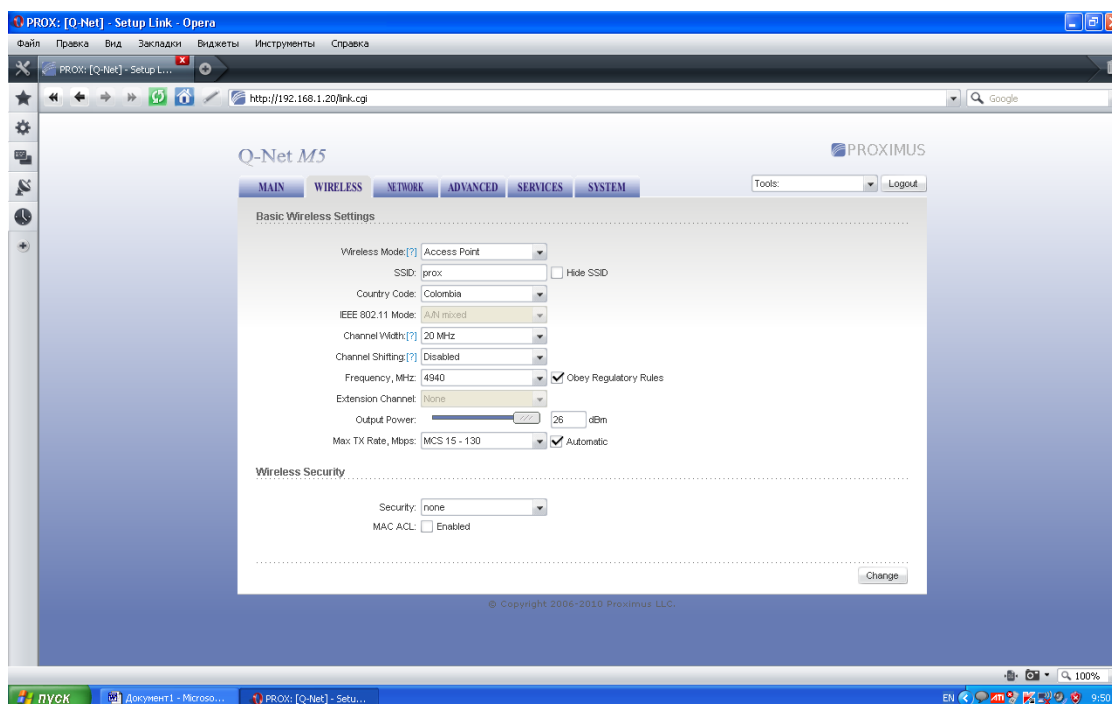 PROX: [Q-Net] - Setup Link - Opera
Файл Правка Вид Закладки Виджеты Инструменты Справка
PROX: [Q-Net] - Setup L...
http://192.168.1.20/link.cgi Google
Q-Net M5 PROXIMUS
MAIN WIRELESS NETWORK ADVANCED SERVICES SYSTEM Tools: Logout
Basic Wireless Settings
Wireless Mode:[?] Access Point
SSID: prox Hide SSID
Country Code: Colombia
IEEE 802.11 Mode: A/N mixed
Channel Width:[?] 20 MHz
Channel Shifting:[?] Disabled
Frequency, MHz: 4940 Obey Regulatory Rules
Extension Channel: None
Output Power: 26 dBm
Max TX Rate, Mbps: MCS 15 - 130 Automatic
Wireless Security
Security: none
MAC ACL: Enabled
Change
© Copyright 2006-2010 Proximus LLC.
100%
пуск Документ1 - Microso... PROX: [Q-Net] - Setu... EN ATI 9:50